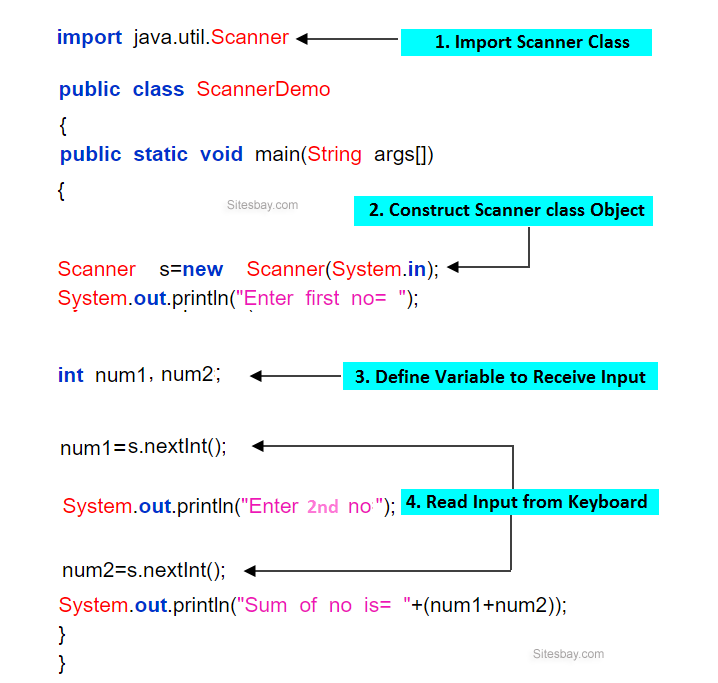 import java.util.Scanner
1. Import Scanner Class
public class ScannerDemo
{
public static void main(String args[])
{
Sitesbay.com
2. Construct Scanner class Object
Scanner s=new Scanner(System.in);
System.out.println("Enter first no= ");
int num1, num2;
3. Define Variable to Receive Input
num1=s.nextInt();
System.out.println("Enter 2nd no");
4. Read Input from Keyboard
num2=s.nextInt();
System.out.println("Sum of no is= "+(num1+num2));
}
}
Sitesbay.com